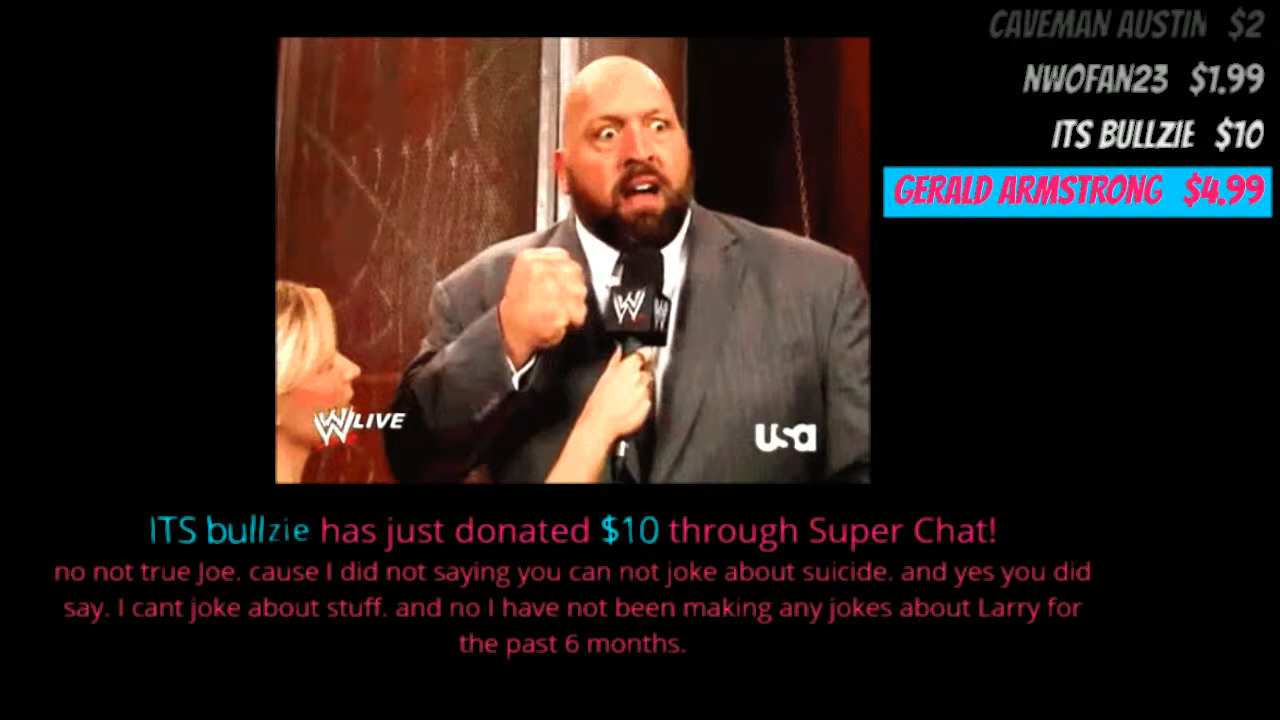 CAVEMAN AUSTIN $2
NWOFAN23 $1.99
ITS BULLZIE $10
GERALD ARMSTRONG $4.99
W
W
W LIVE
usa
ITS bullzie has just donated $10 through Super Chat!
no not true Joe. cause I did not saying you can not joke about suicide. and yes you did
say. I cant joke about stuff. and no I have not been making any jokes about Larry for
the past 6 months.